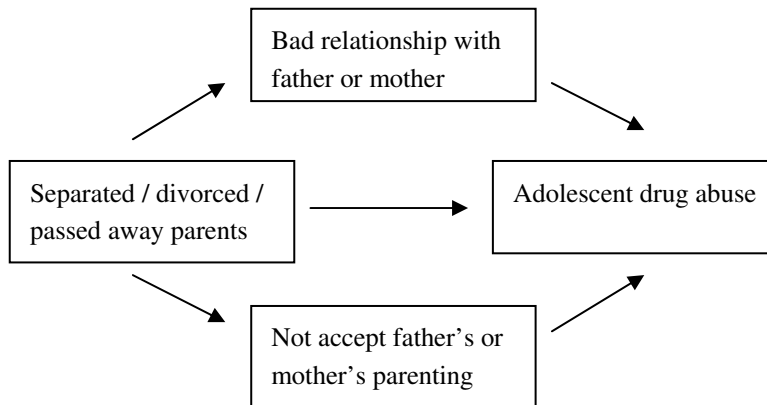 Bad relationship with
father or mother
Separated / divorced /
passed away parents
Adolescent drug abuse
Not accept father’s or
mother’s parenting